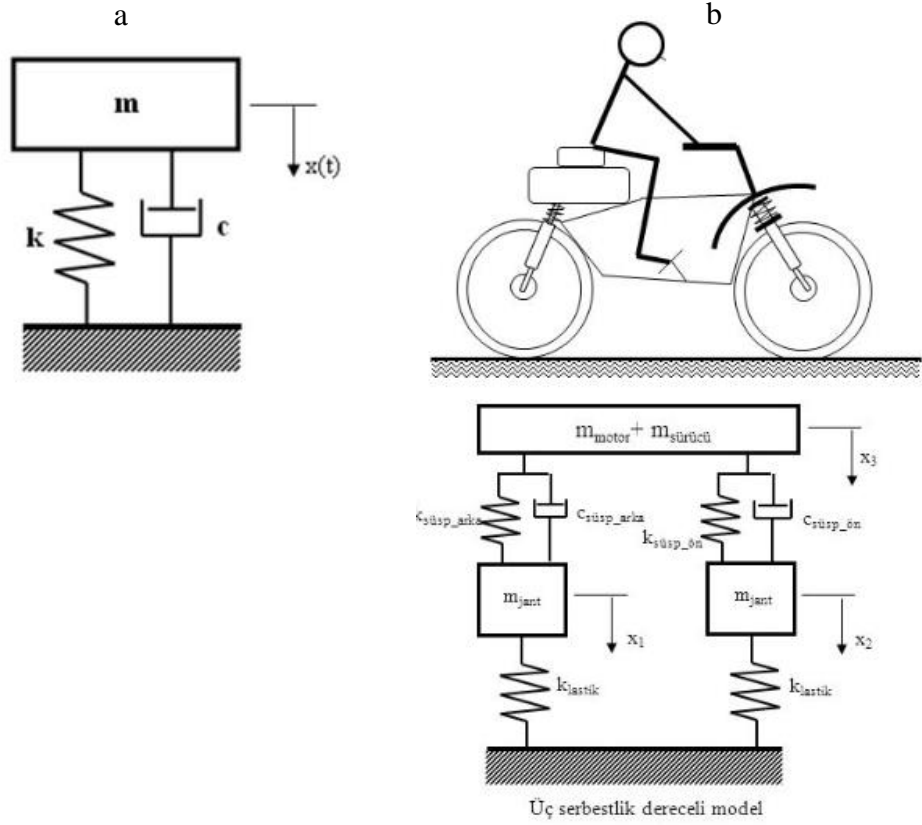 a
b
m
x(t)
k
c
m_motor + m_sürücü
x_3
k_süsp_arka
c_süsp_arka
k_süsp_ön
c_süsp_ön
m_jant
m_jant
x_1
x_2
k_lastik
k_lastik
Üç serbestlik dereceli model